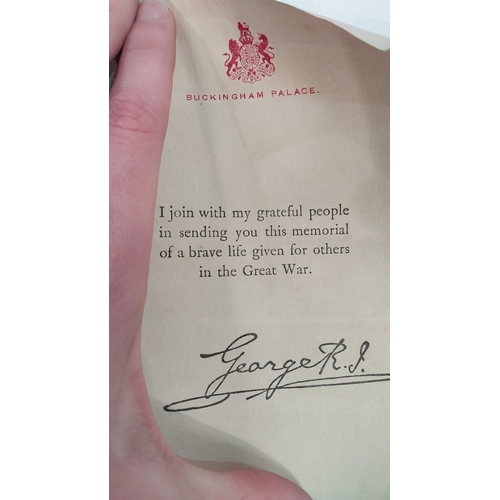 BUCKINGHAM PALACE.
I join with my grateful people
in sending you this memorial
of a brave life given for others
in the Great War.
George R.I.